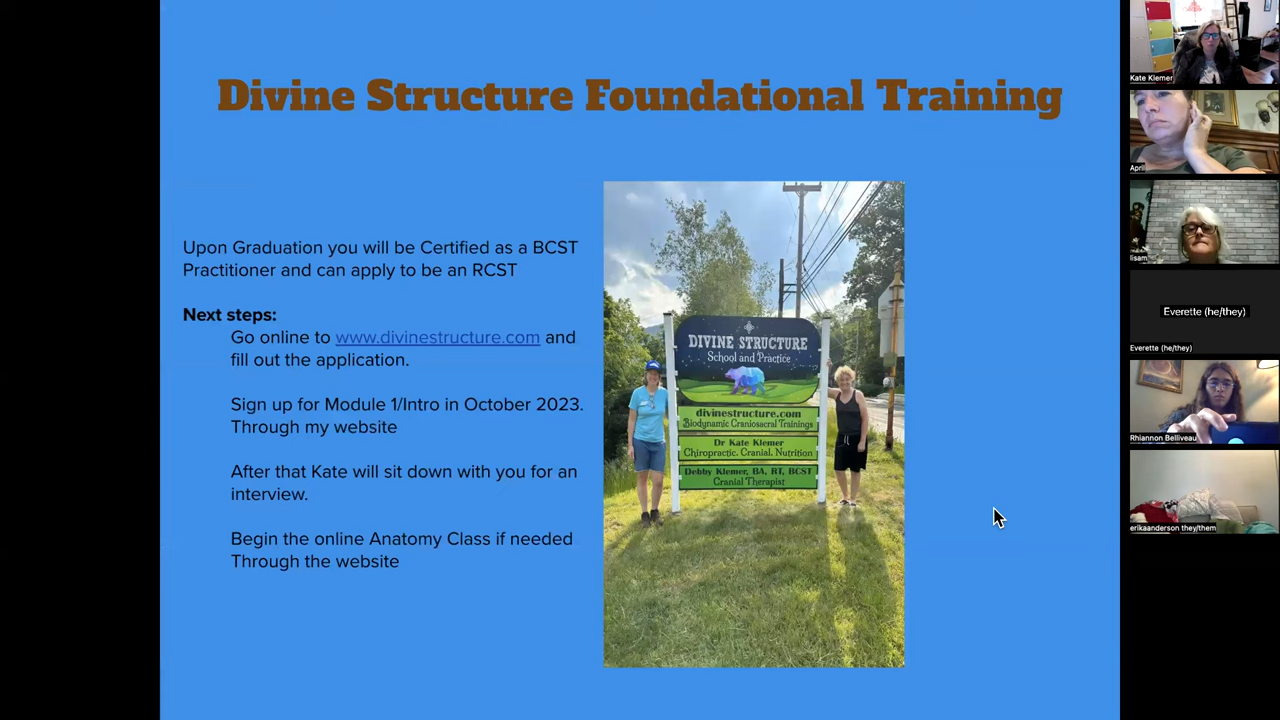 Divine Structure Foundational Training
Upon Graduation you will be Certified as a BCST
Practitioner and can apply to be an RCST
Next steps:
Go online to www.divinestructure.com and
fill out the application.
Sign up for Module 1/Intro in October 2023.
Through my website
After that Kate will sit down with you for an
interview.
Begin the online Anatomy Class if needed
Through the website
DIVINE STRUCTURE
School and Practice
divinestructure.com
Biodynamic Craniosacral Trainings
Dr Kate Klemer
Chiropractic, Cranial, Nutrition
Debby Klemer, BA, RT, BCST
Cranial Therapist
Kate Klemer
April
lisam
Everette (he/they)
Everette (he/they)
Rhiannon Belliveau
erikaanderson they/them